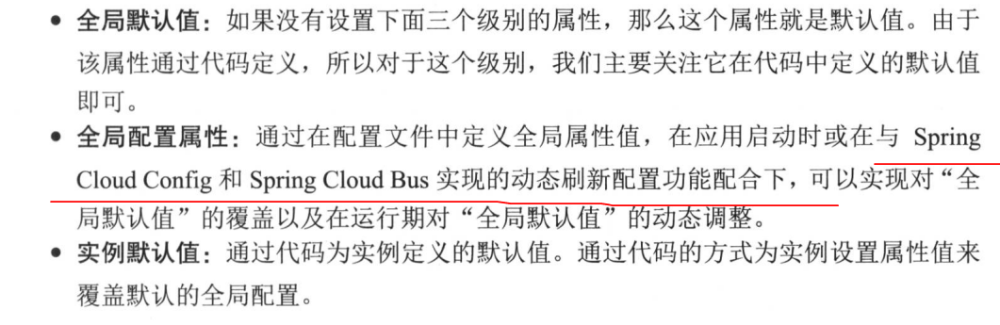 • 全局默认值：如果没有设置下面三个级别的属性，那么这个属性就是默认值。由于
该属性通过代码定义，所以对于这个级别，我们主要关注它在代码中定义的默认值
即可。
• 全局配置属性：通过在配置文件中定义全局属性值，在应用启动时或在与 Spring
Cloud Config 和 Spring Cloud Bus 实现的动态刷新配置功能配合下，可以实现对“全
局默认值”的覆盖以及在运行期对“全局默认值”的动态调整。
• 实例默认值：通过代码为实例定义的默认值。通过代码的方式为实例设置属性值来
覆盖默认的全局配置。